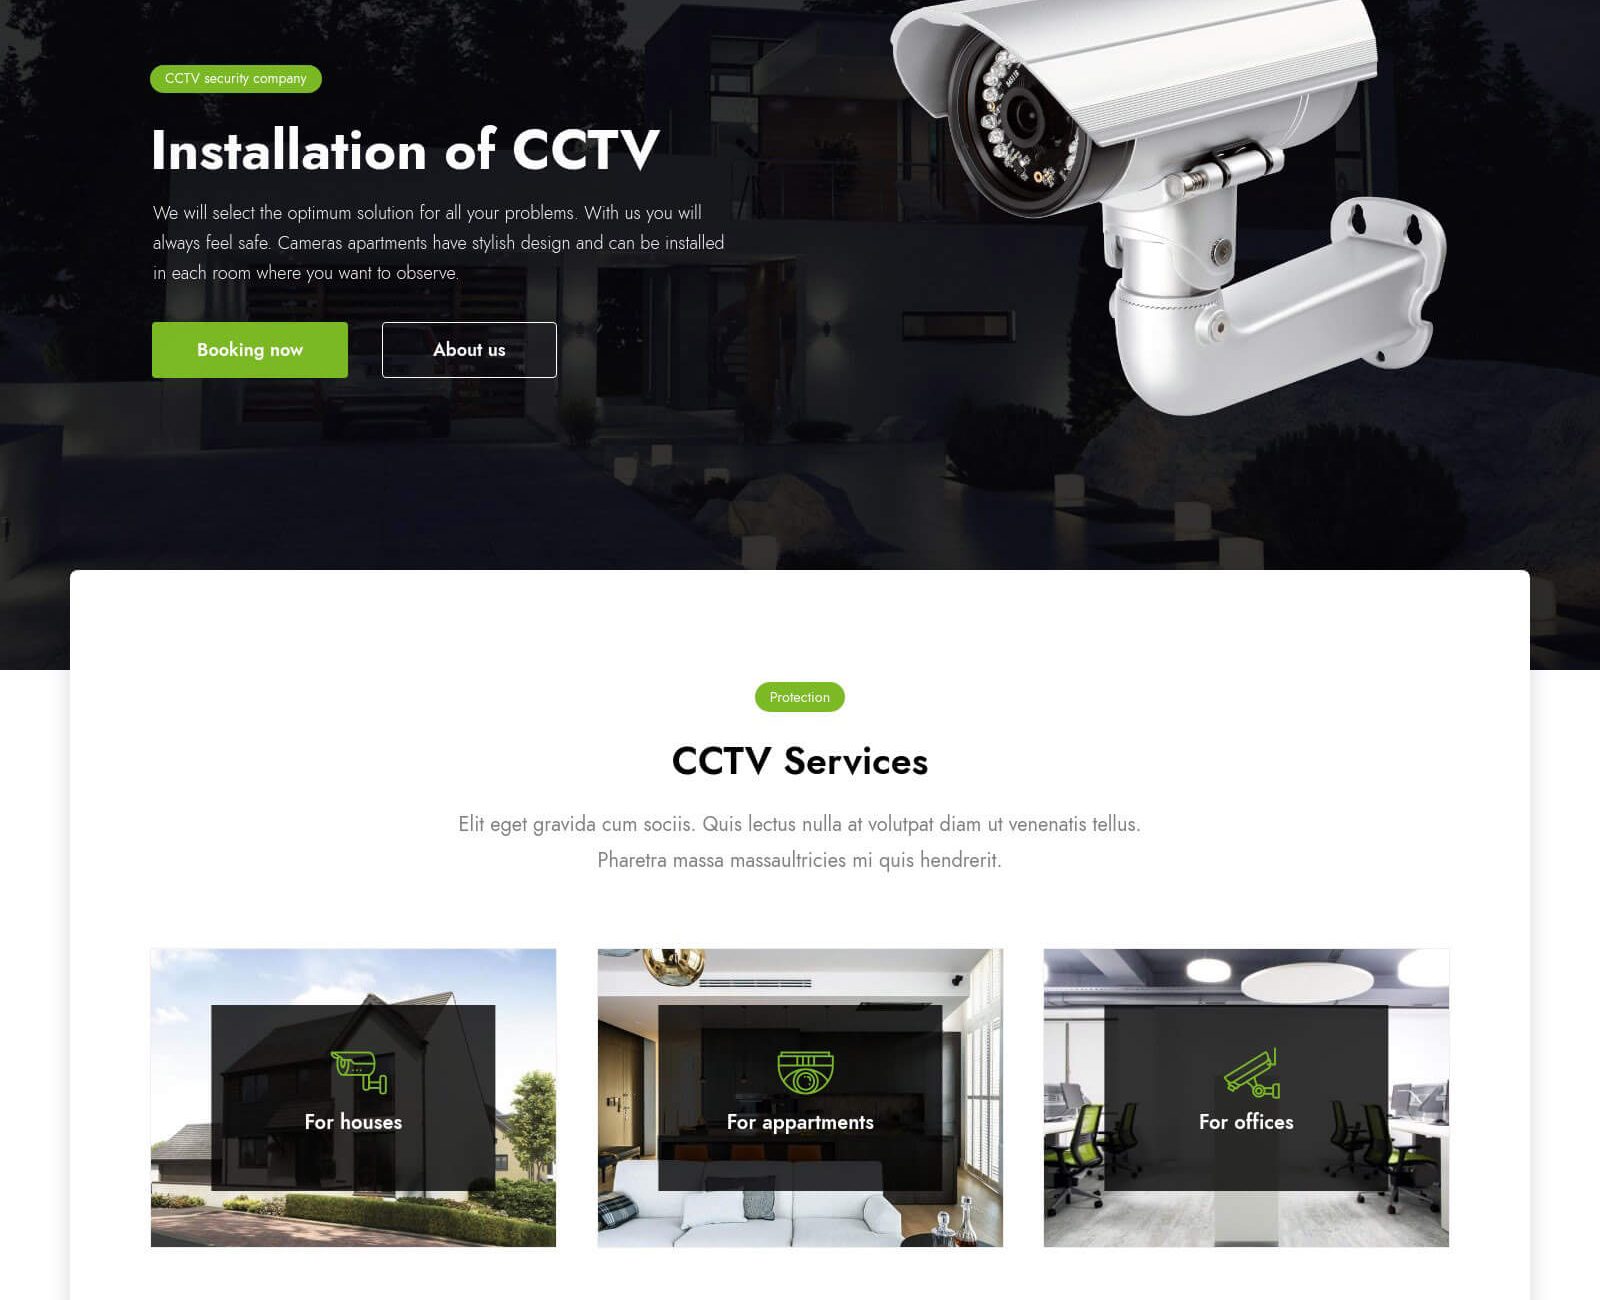 CCTV security company
Installation of CCTV
We will select the optimum solution for all your problems. With us you will
always feel safe. Cameras apartments have stylish design and can be installed
in each room where you want to observe.
Booking now
About us
Protection
CCTV Services
Elit eget gravida cum sociis. Quis lectus nulla at volutpat diam ut venenatis tellus.
Pharetra massa massaultricies mi quis hendrerit.
For houses
For appartments
For offices